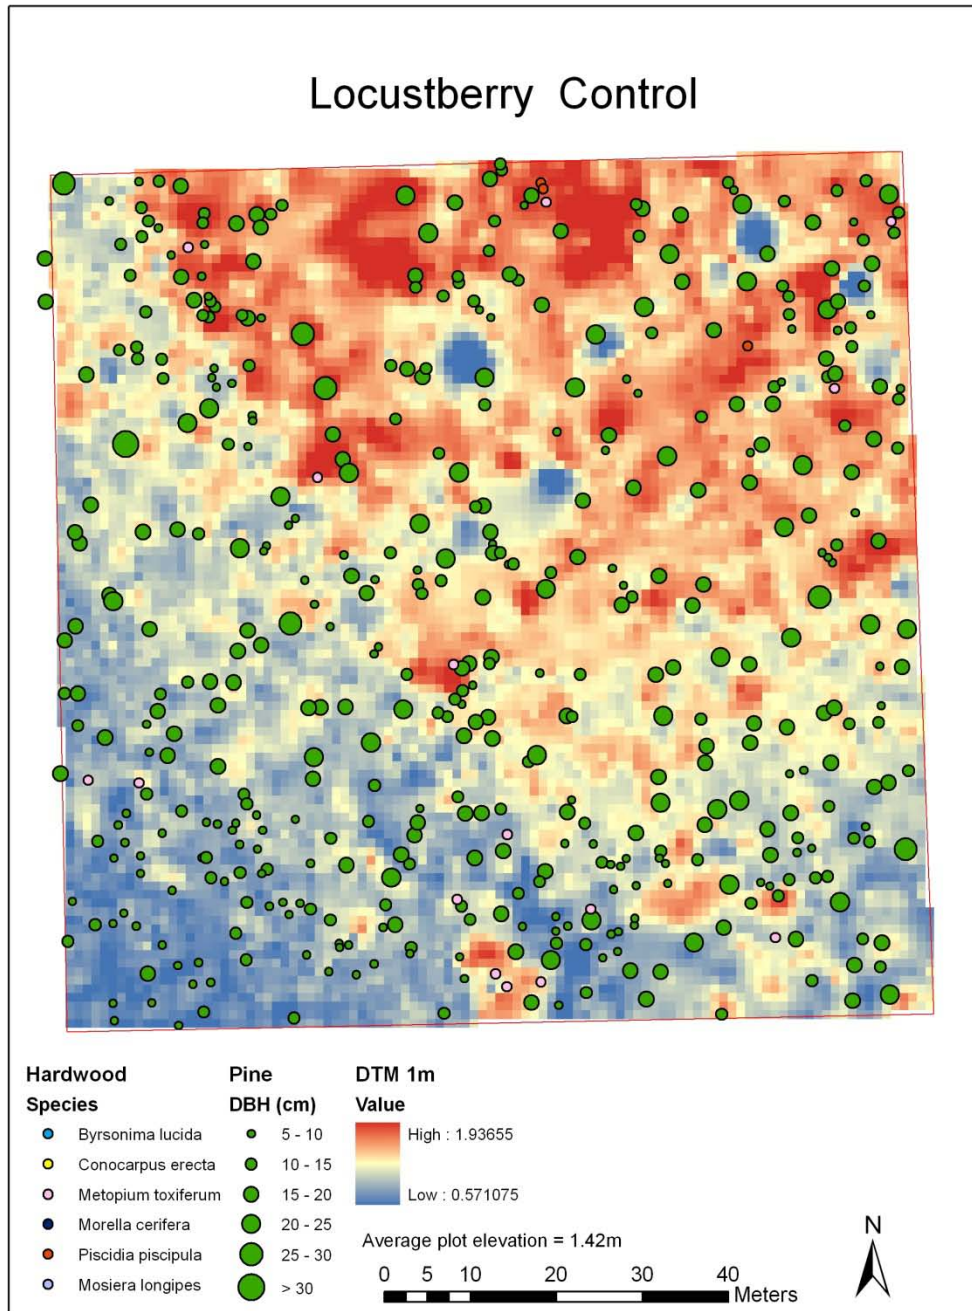 Locustberry Control
Hardwood
Species
Byrsonima lucida
Conocarpus erecta
Metopium toxiferum
Morella cerifera
Piscidia piscipula
Mosiera longipes
Pine
DBH (cm)
5 - 10
10 - 15
15 - 20
20 - 25
25 - 30
> 30
DTM 1m
Value
High : 1.93655
Low : 0.571075
Average plot elevation = 1.42m
0 5 10 20 30 40
Meters
N